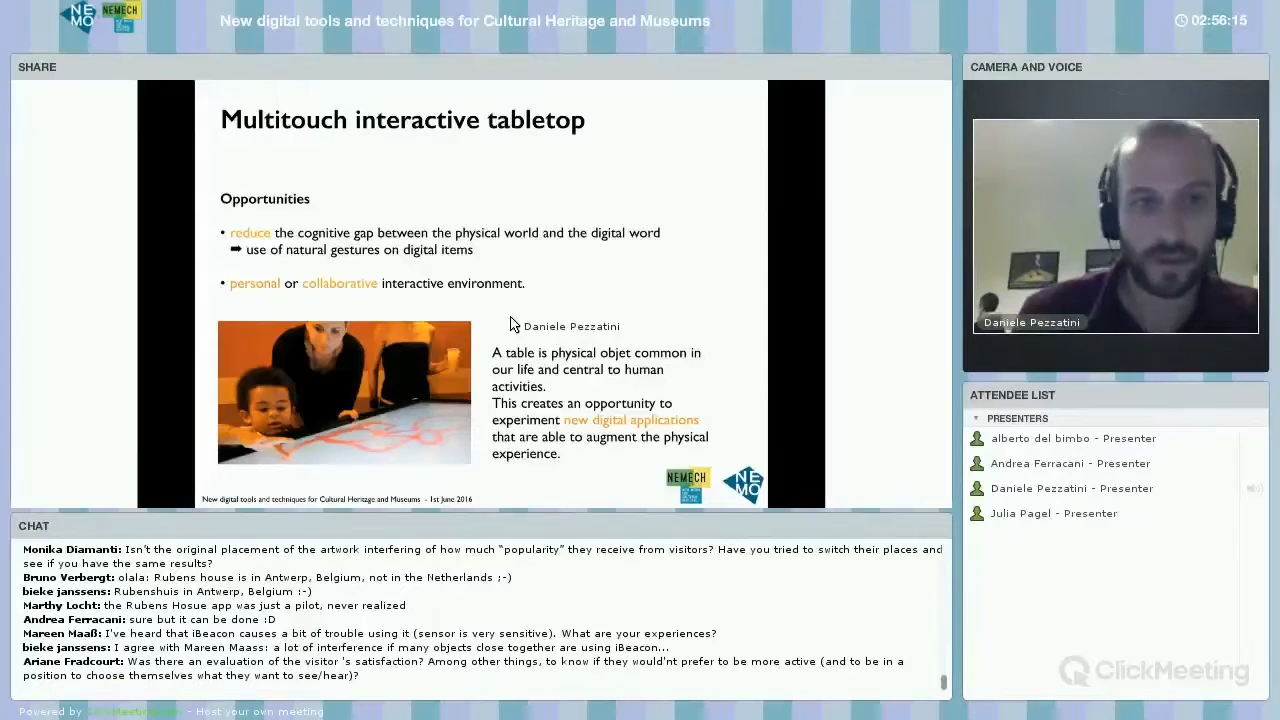 NE
MO
NEMECH
New digital tools and techniques for Cultural Heritage and Museums
02:56:15
SHARE
Multitouch interactive tabletop
Opportunities
• reduce the cognitive gap between the physical world and the digital word
➡ use of natural gestures on digital items
• personal or collaborative interactive environment.
Daniele Pezzatini
A table is physical objet common in
our life and central to human
activities.
This creates an opportunity to
experiment new digital applications
that are able to augment the physical
experience.
NEMECH
NE
MO
New digital tools and techniques for Cultural Heritage and Museums - 1st June 2016
CAMERA AND VOICE
Daniele Pezzatini
ATTENDEE LIST
PRESENTERS
alberto del bimbo - Presenter
Andrea Ferracani - Presenter
Daniele Pezzatini - Presenter
Julia Pagel - Presenter
CHAT
Monika Diamanti: Isn't the original placement of the artwork interfering of how much "popularity" they receive from visitors? Have you tried to switch their places and
see if you have the same results?
Bruno Verbergt: olala: Rubens house is in Antwerp, Belgium, not in the Netherlands ;-)
bieke janssens: Rubenshuis in Antwerp, Belgium :-)
Marthy Locht: the Rubens Hosue app was just a pilot, never realized
Andrea Ferracani: sure but it can be done :D
Mareen Maaß: I've heard that iBeacon causes a bit of trouble using it (sensor is very sensitive). What are your experiences?
bieke janssens: I agree with Mareen Maass: a lot of interference if many objects close together are using iBeacon...
Ariane Fradcourt: Was there an evaluation of the visitor 's satisfaction? Among other things, to know if they would'nt prefer to be more active (and to be in a
position to choose themselves what they want to see/hear)?
ClickMeeting
Powered by ClickMeeting - Host your own meeting